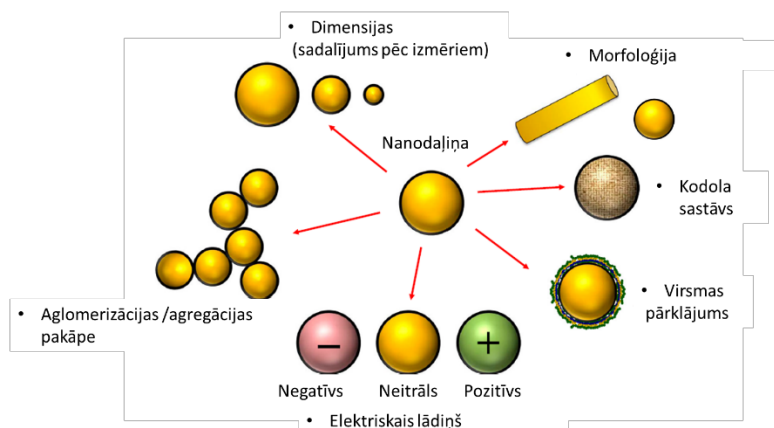 • Dimensijas
(sadalījums pēc izmēriem)
• Morfoloģija
Nanodaļiņa
• Kodola
sastāvs
• Virsmas
pārklājums
• Aglomerizācijas /agregācijas
pakāpe
−
+
Negatīvs Neitrāls Pozitīvs
• Elektriskais lādiņš